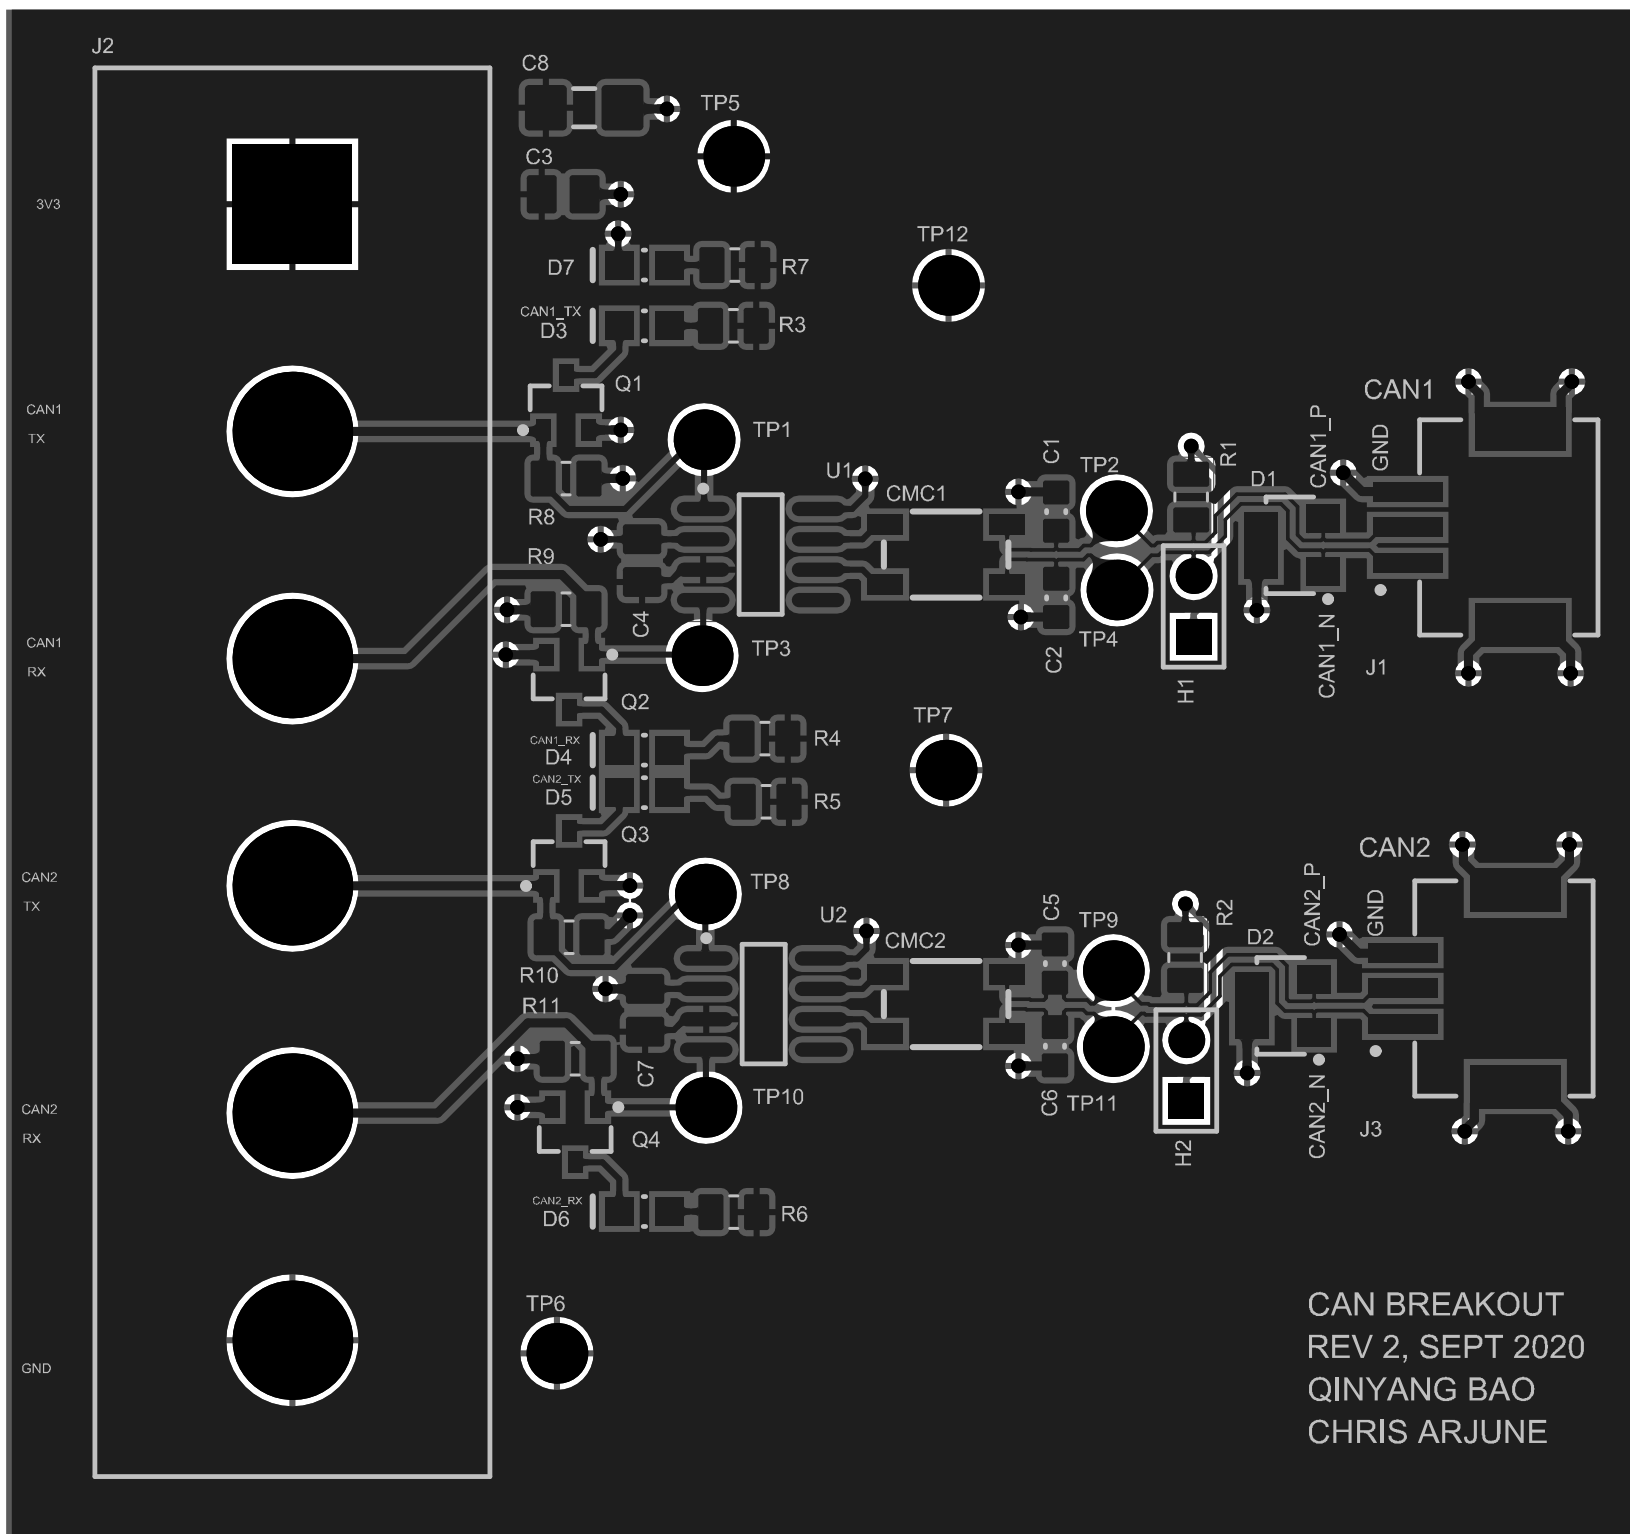 J2
C8
TP5
C3
3V3
TP12
D7
R7
CAN1_TX
D3
R3
Q1
CAN1
CAN1
TX
TP1
CAN1_P
GND
C1
R1
TP2
U1
D1
CMC1
R8
R9
C4
CAN1
RX
TP3
C2
TP4
CAN1_N
J1
H1
Q2
TP7
CAN1_RX
D4
R4
CAN2_TX
D5
R5
Q3
CAN2
CAN2
TX
TP8
CAN2_P
GND
C5
R2
TP9
U2
D2
CMC2
R10
R11
C7
CAN2
RX
TP10
C6
TP11
CAN2_N
J3
H2
Q4
CAN2_RX
D6
R6
TP6
GND
CAN BREAKOUT
REV 2, SEPT 2020
QINYANG BAO
CHRIS ARJUNE